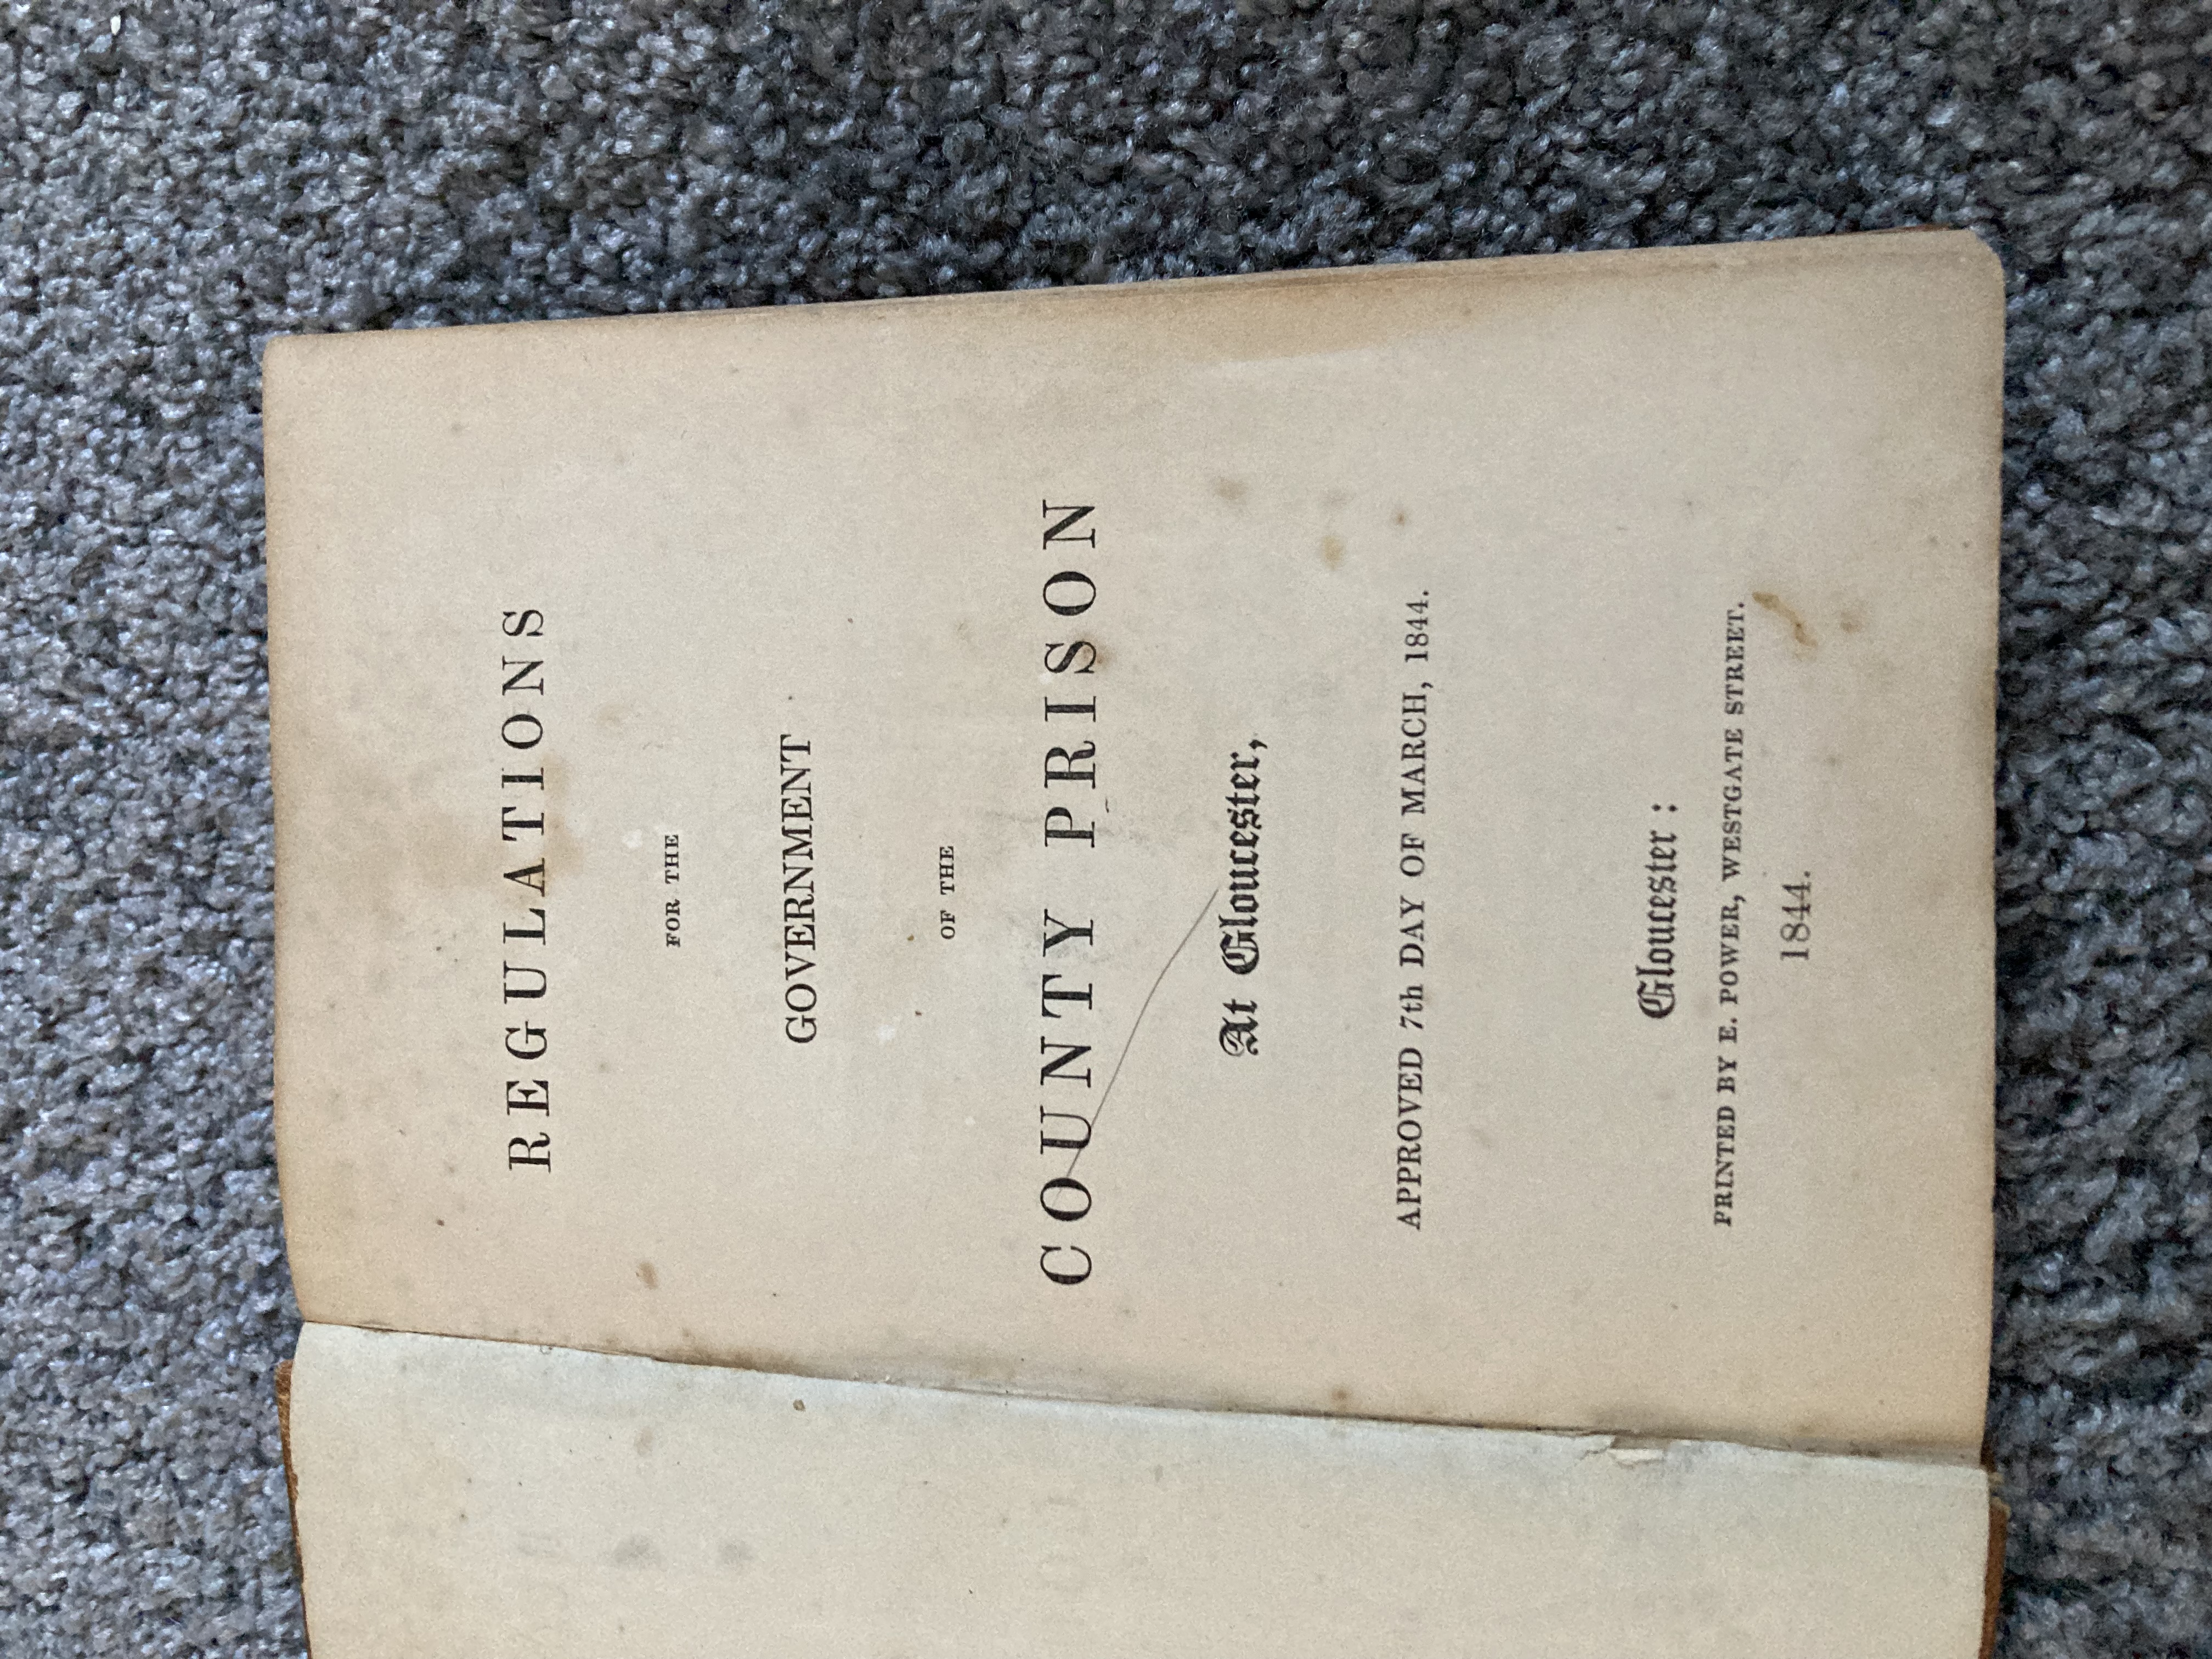 REGULATIONS
FOR THE
GOVERNMENT
OF THE
COUNTY PRISON
At Gloucester,
APPROVED 7th DAY OF MARCH, 1844.
Gloucester :
PRINTED BY E. POWER, WESTGATE STREET.
1844.